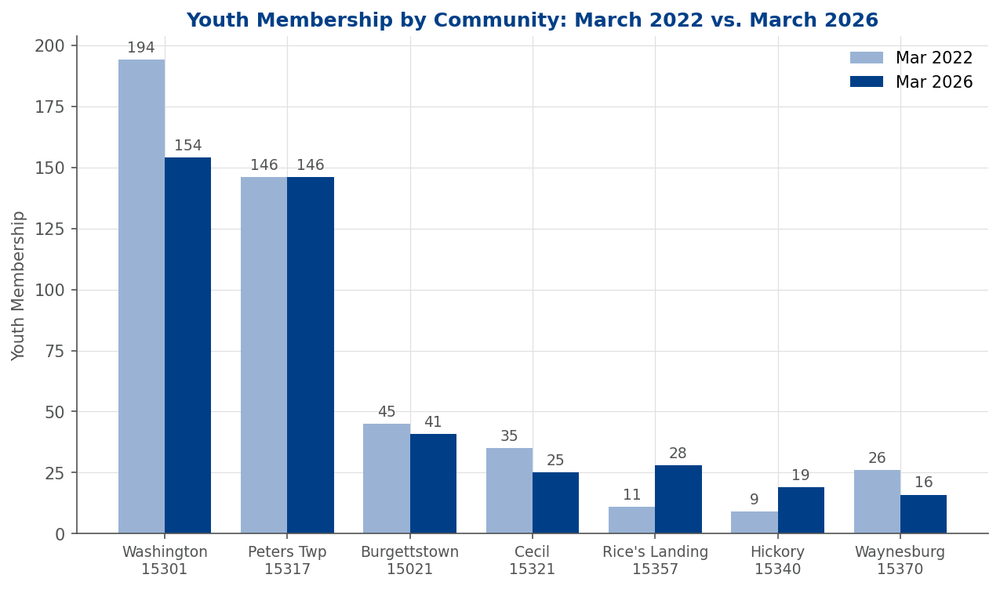 Youth Membership by Community: March 2022 vs. March 2026
Mar 2022
Mar 2026
Youth Membership
200
175
150
125
100
75
50
25
0
194
154
146
146
45
41
35
25
11
28
9
19
26
16
Washington
15301
Peters Twp
15317
Burgettstown
15021
Cecil
15321
Rice's Landing
15357
Hickory
15340
Waynesburg
15370